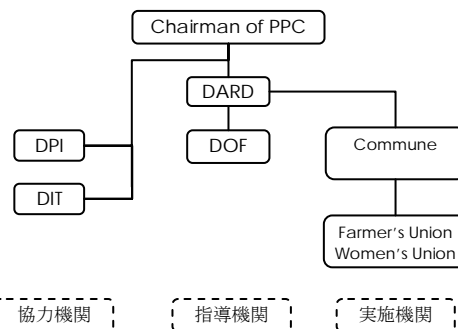 Chairman of PPC
DARD
DPI
DOF
Commune
DIT
Farmer's Union
Women's Union
協力機関
指導機関
実施機関